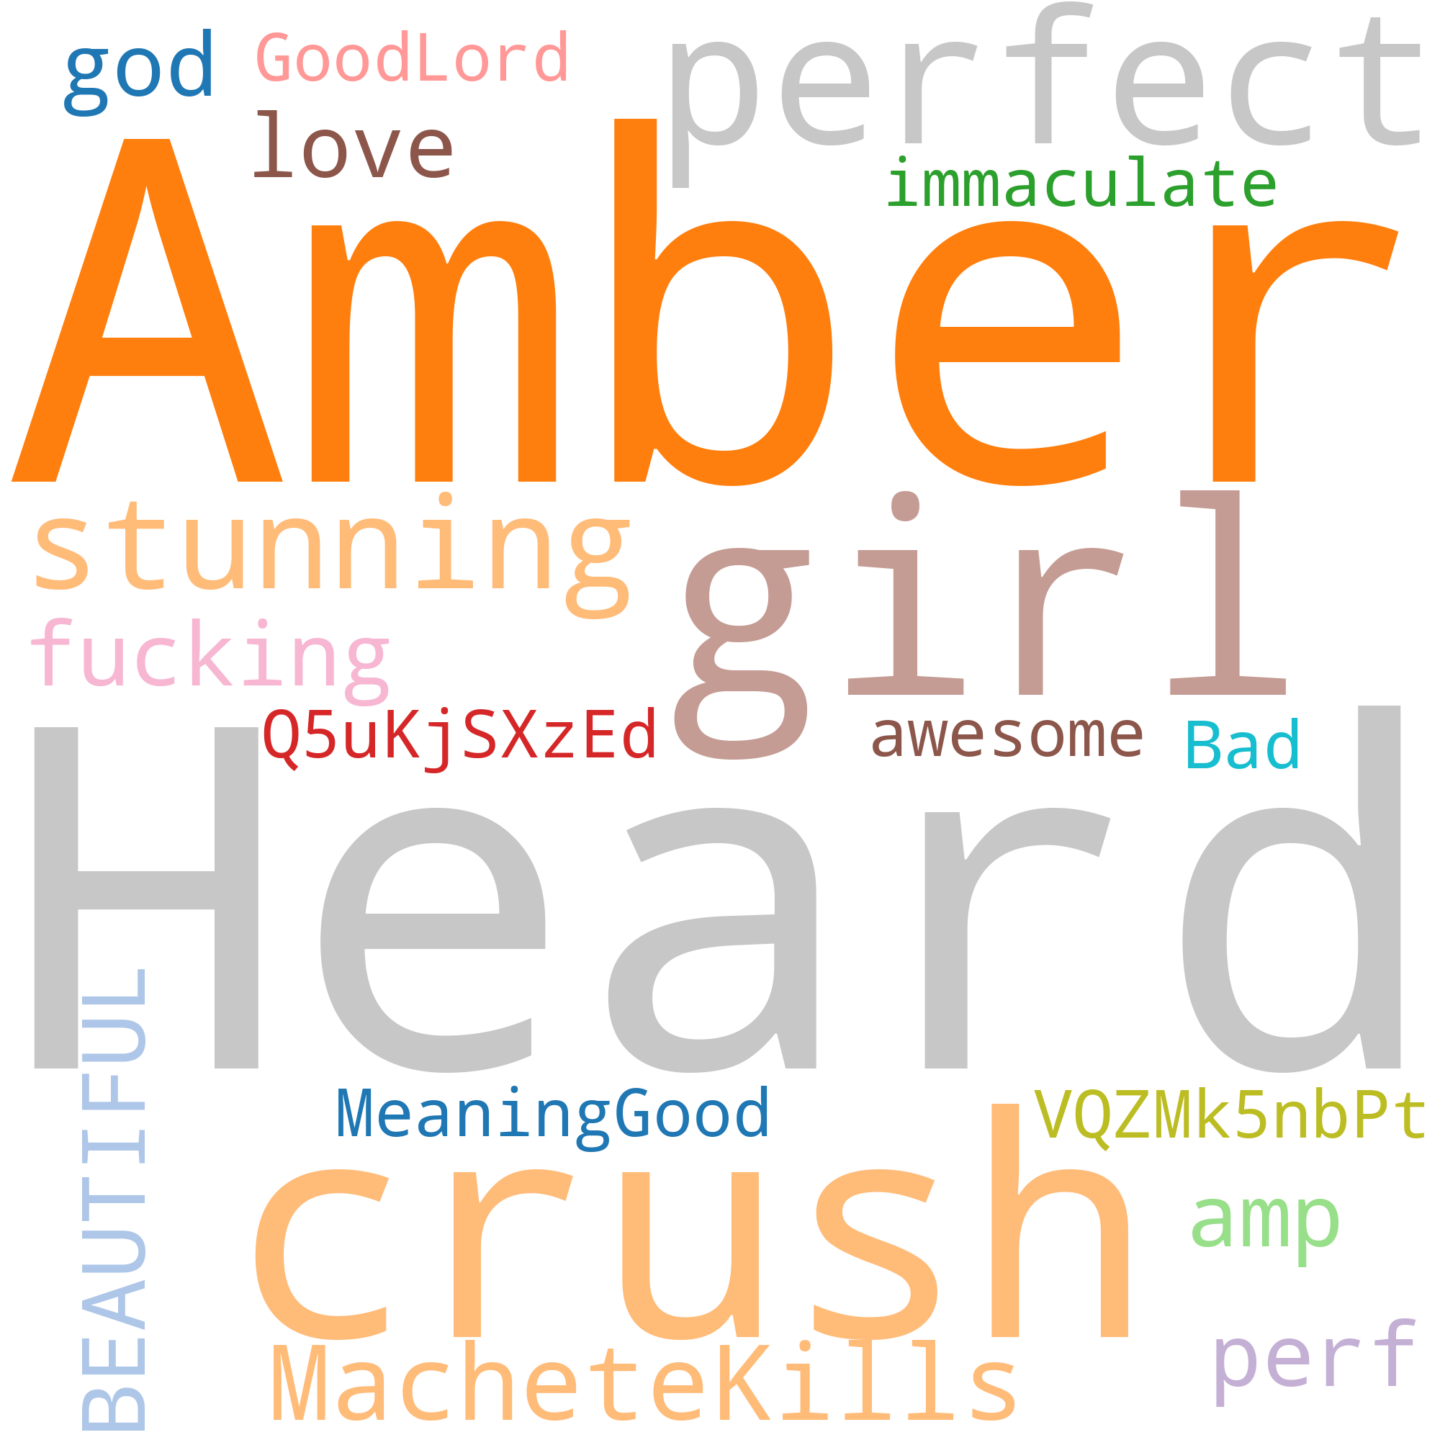 god GoodLord perfect
love immaculate
Amber
stunning girl
fucking
Q5uKjSXzEd awesome Bad
Heard
BEAUTIFUL
MeaningGood VQZMk5nbPt
crush amp
MacheteKills perf